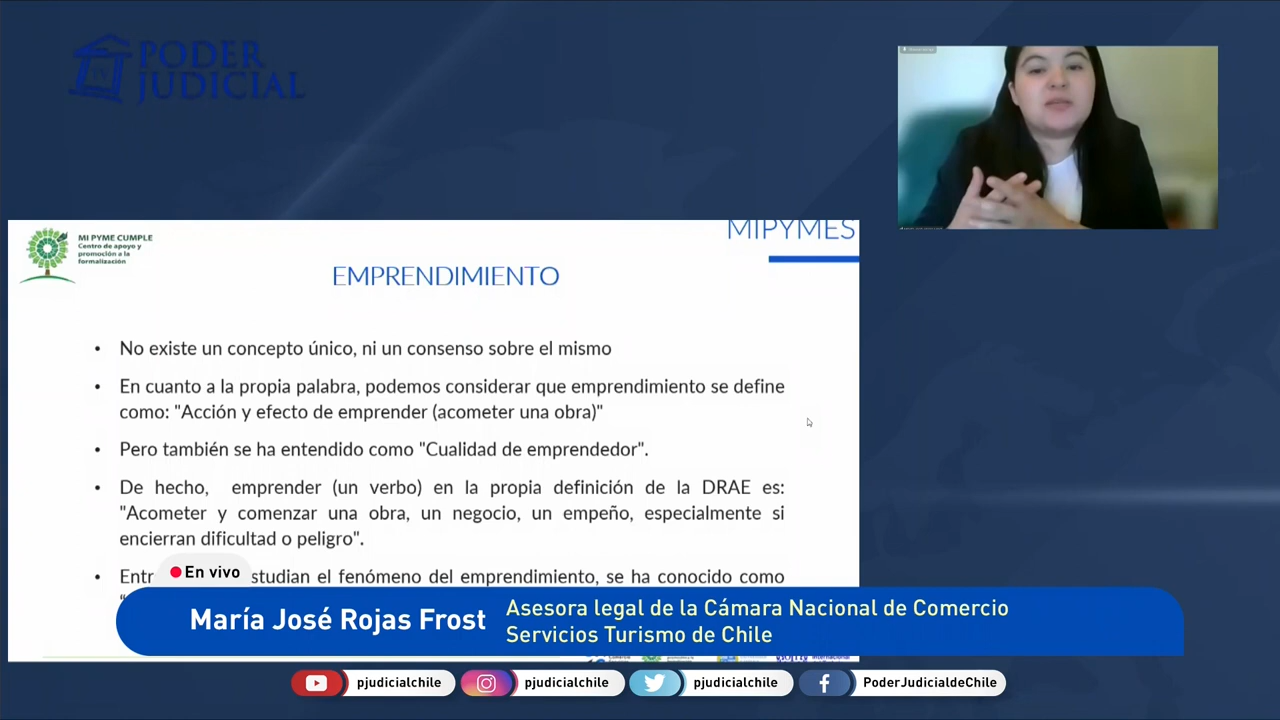 PODER
JUDICIAL
MI PYME CUMPLE
Centro de apoyo y
promoción a la
formalización
MIPYMES
EMPRENDIMIENTO
• No existe un concepto único, ni un consenso sobre el mismo
• En cuanto a la propia palabra, podemos considerar que emprendimiento se define
como: "Acción y efecto de emprender (acometer una obra)"
• Pero también se ha entendido como "Cualidad de emprendedor".
• De hecho, emprender (un verbo) en la propia definición de la DRAE es:
"Acometer y comenzar una obra, un negocio, un empeño, especialmente si
encierran dificultad o peligro".
• Entr studian el fenómeno del emprendimiento, se ha conocido como
En vivo
María José Rojas Frost
Asesora legal de la Cámara Nacional de Comercio
Servicios Turismo de Chile
pjudicialchile
pjudicialchile
pjudicialchile
PoderJudicialdeChile